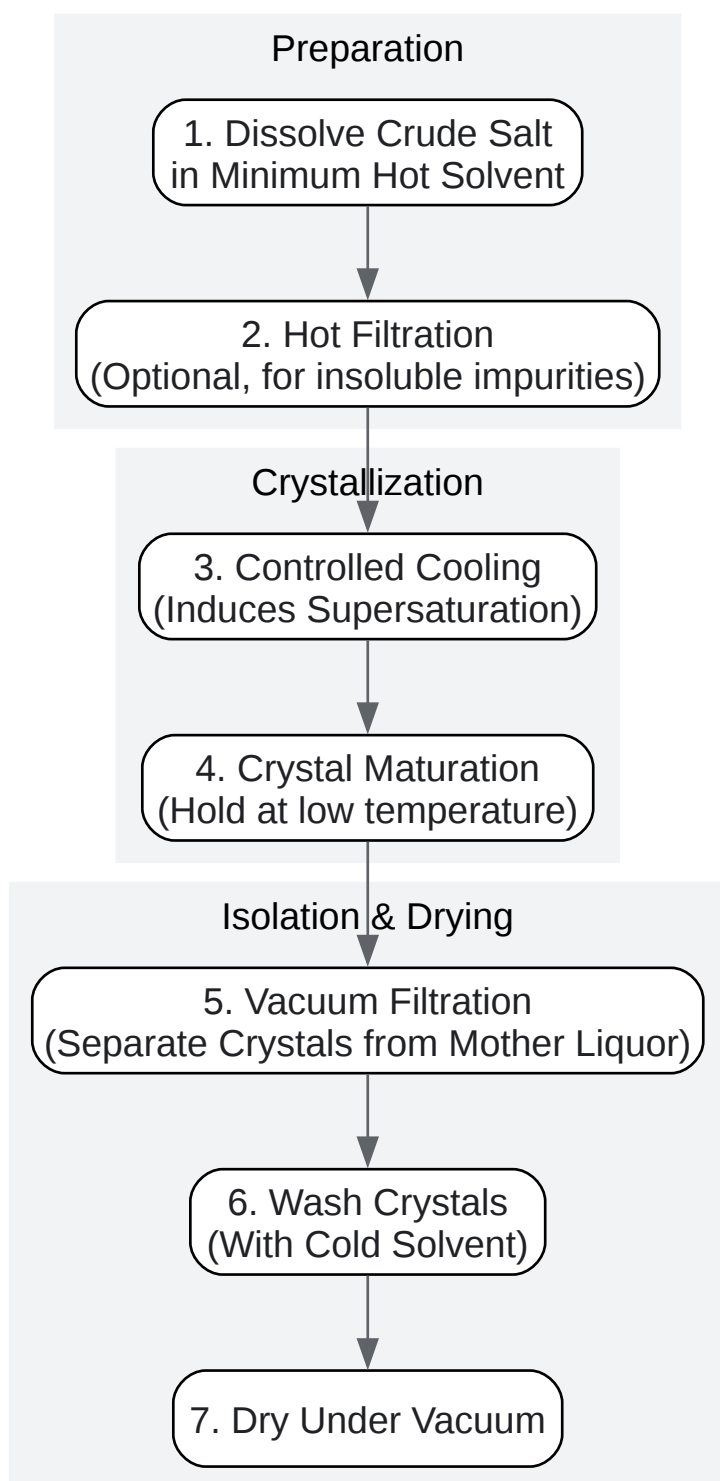 Preparation
1. Dissolve Crude Salt
in Minimum Hot Solvent
2. Hot Filtration
(Optional, for insoluble impurities)
Crystallization
3. Controlled Cooling
(Induces Supersaturation)
4. Crystal Maturation
(Hold at low temperature)
Isolation & Drying
5. Vacuum Filtration
(Separate Crystals from Mother Liquor)
6. Wash Crystals
(With Cold Solvent)
7. Dry Under Vacuum